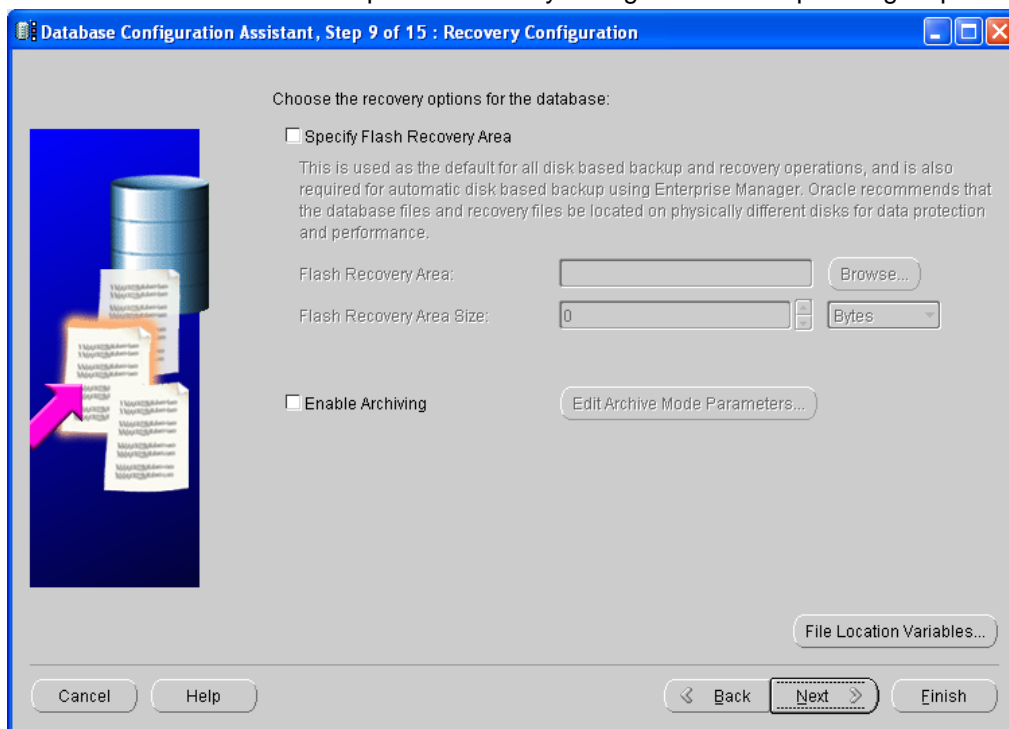 Database Configuration Assistant, Step 9 of 15 : Recovery Configuration
Choose the recovery options for the database:
Specify Flash Recovery Area
This is used as the default for all disk based backup and recovery operations, and is also
required for automatic disk based backup using Enterprise Manager. Oracle recommends that
the database files and recovery files be located on physically different disks for data protection
and performance.
Flash Recovery Area:
Browse...
Flash Recovery Area Size:
0
Bytes
Enable Archiving
Edit Archive Mode Parameters...
File Location Variables...
Cancel
Help
Back
Next
Finish